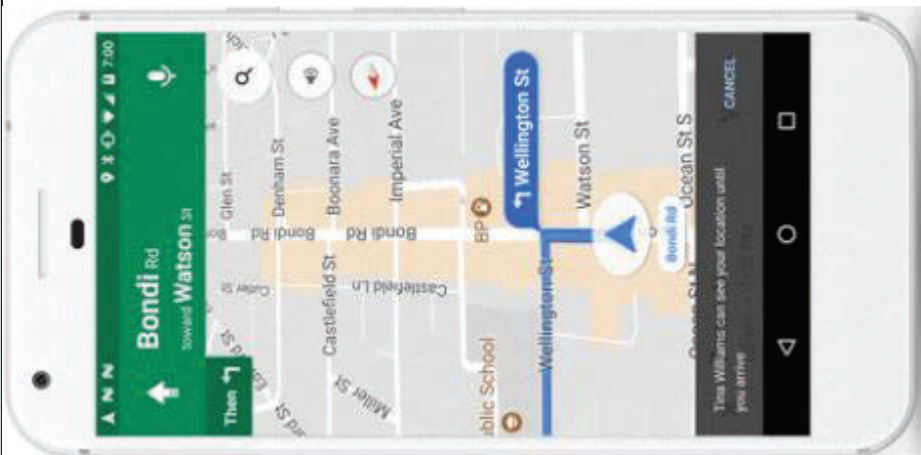 7:00
Bondi Rd
toward Watson St
Then
Glen St
Denham St
Bondi Rd
Bondi Rd
Bondi Rd
Boonara Ave
Imperial Ave
Castlefield St
Castlefield Ln
Cutler St
Miller St
BP
Wellington St
Wellington St
Watson St
Bondi Rd
Ocean St S
Tina Williams can see your location until
you arrive
CANCEL